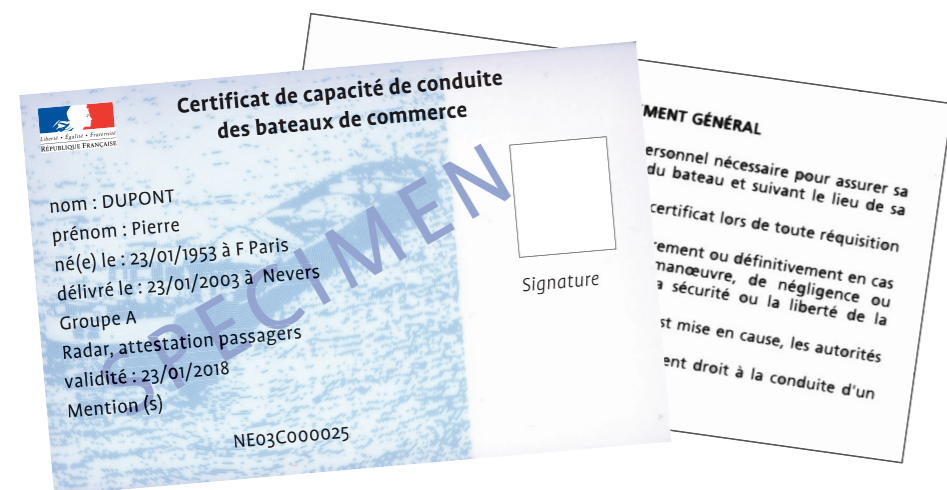 Certificat de capacité de conduite
des bateaux de commerce
Liberté • Égalité • Fraternité
RÉPUBLIQUE FRANÇAISE
nom : DUPONT
prénom : Pierre
né(e) le : 23/01/1953 à F Paris
délivré le : 23/01/2003 à Nevers
Groupe A
Radar, attestation passagers
validité : 23/01/2018
Mention (s)
NE03C000025
Signature
SPECIMEN
MENT GÉNÉRAL
ersonnel nécessaire pour assurer sa
du bateau et suivant le lieu de sa
certificat lors de toute réquisition
rement ou définitivement en cas
manœuvre, de négligence ou
a sécurité ou la liberté de la
st mise en cause, les autorités
ent droit à la conduite d'un